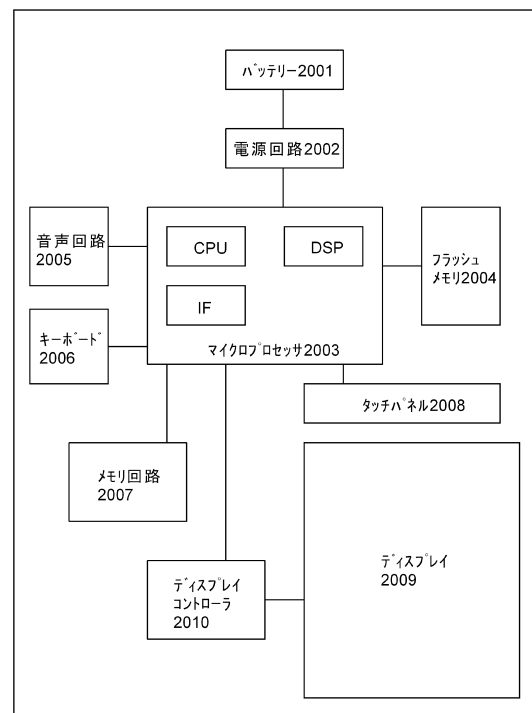 バッテリー2001
電源回路2002
音声回路
2005
CPU
DSP
フラッシュ
メモリ2004
IF
キーボード
2006
マイクロプロセッサ2003
タッチパネル2008
メモリ回路
2007
ディスプレイ
2009
ディスプレイ
コントローラ
2010